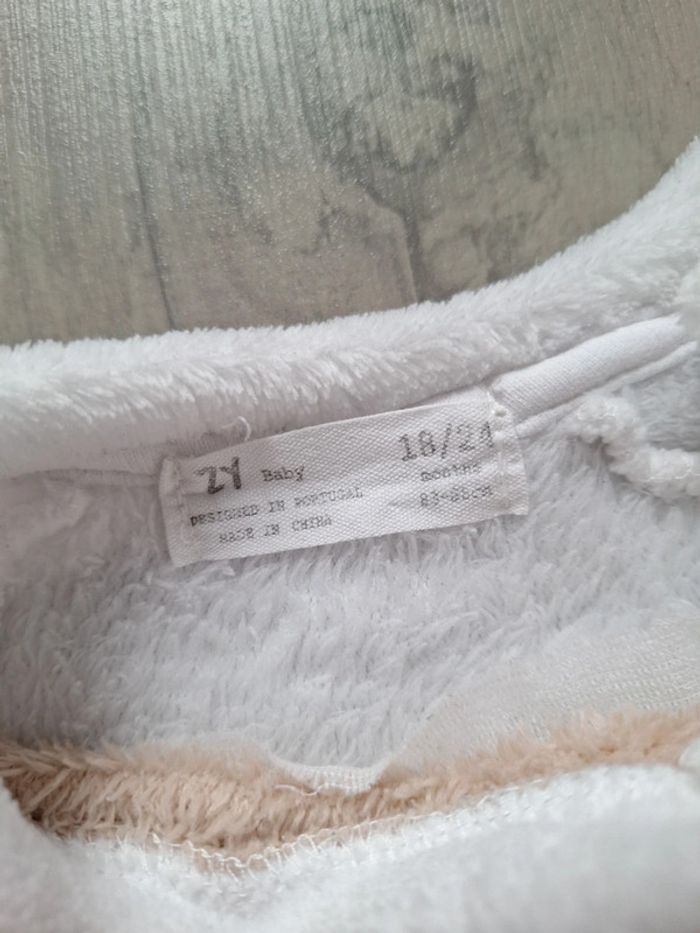 ZY Baby
18/24
months
83-88cm
DESIGNED IN PORTUGAL
MADE IN CHINA